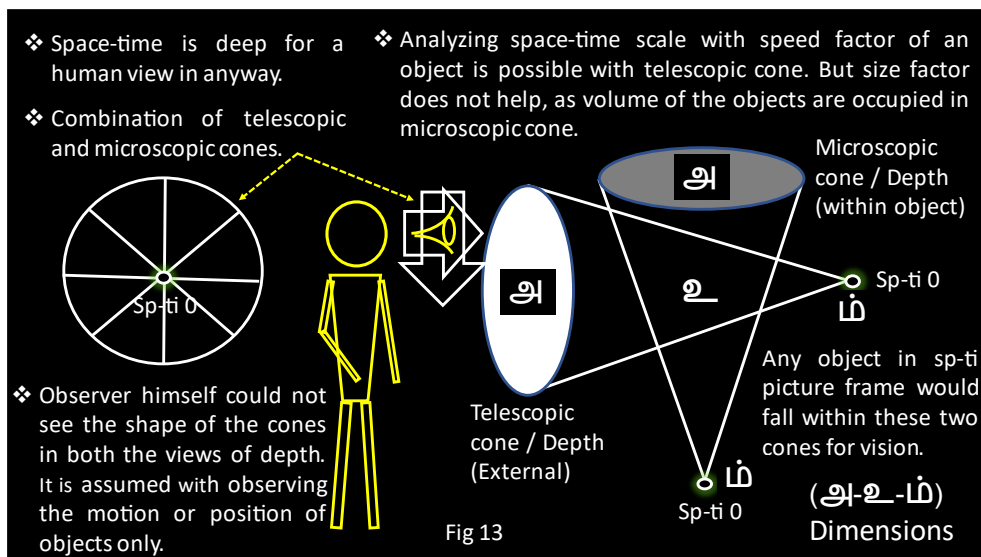 ❖ Space-time is deep for a
human view in anyway.
❖ Combination of telescopic
and microscopic cones.
Sp-ti 0
❖ Observer himself could not
see the shape of the cones
in both the views of depth.
It is assumed with observing
the motion or position of
objects only.
❖ Analyzing space-time scale with speed factor of an
object is possible with telescopic cone. But size factor
does not help, as volume of the objects are occupied in
microscopic cone.
அ
Microscopic
cone / Depth
(within object)
அ
உ
Sp-ti 0
ம்
Telescopic
cone / Depth
(External)
Any object in sp-ti
picture frame would
fall within these two
cones for vision.
ம்
Sp-ti 0
(அ-உ-ம்)
Dimensions
Fig 13